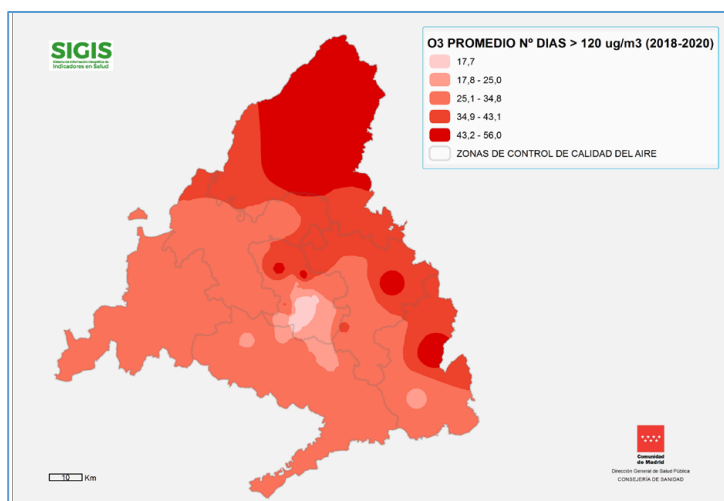 SIGIS
Sistema de Información Geográfica de
Indicadores en Salud
O3 PROMEDIO Nº DIAS > 120 ug/m3 (2018-2020)
17,7
17,8 - 25,0
25,1 - 34,8
34,9 - 43,1
43,2 - 56,0
ZONAS DE CONTROL DE CALIDAD DEL AIRE
10 Km
Comunidad
de Madrid
Dirección General de Salud Pública
CONSEJERÍA DE SANIDAD